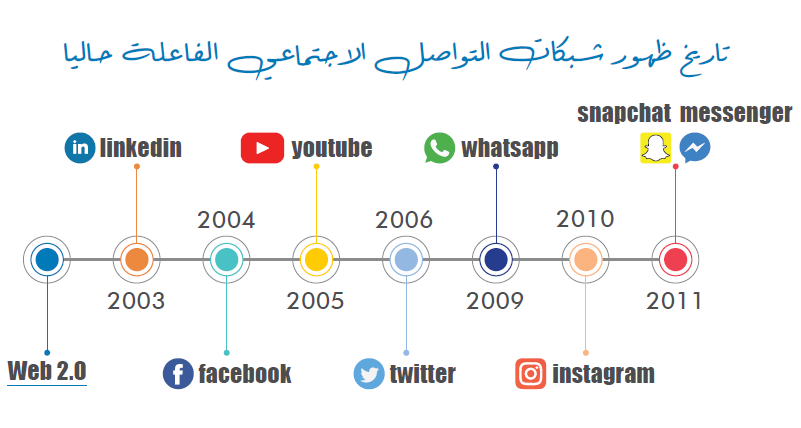 تاريخ ظهور شبكات التواصل الاجتماعي الفاعلة حاليا
snapchat messenger
linkedin youtube whatsapp
2004 2006 2010
2003 2005 2009 2011
Web 2.0 facebook twitter instagram